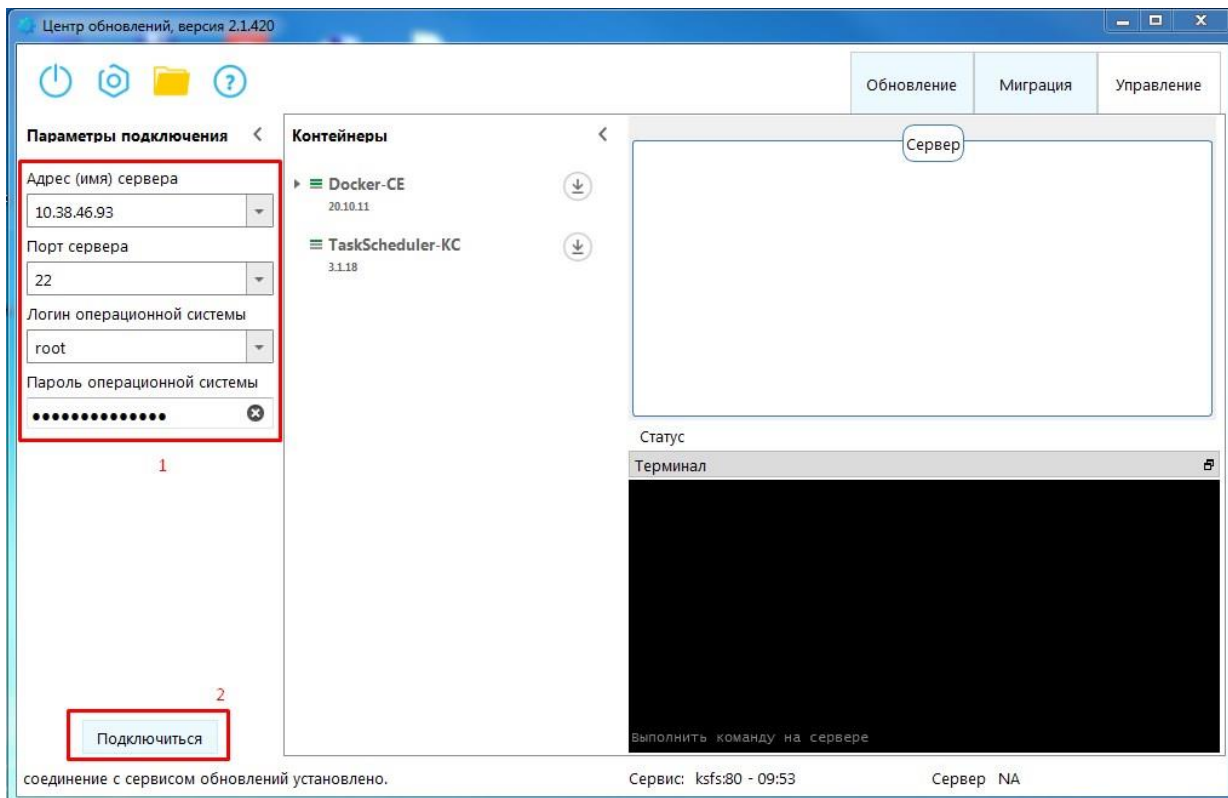 Центр обновлений, версия 2.1.420
Обновление
Миграция
Управление
Параметры подключения
Адрес (имя) сервера
10.38.46.93
Порт сервера
22
Логин операционной системы
root
Пароль операционной системы
••••••••••••••
1
2
Подключиться
Контейнеры
Docker-CE
20.10.11
TaskScheduler-KC
3.1.18
Сервер
Статус
Терминал
Выполнить команду на сервере
соединение с сервисом обновлений установлено.
Сервис: ksfs:80 - 09:53
Сервер NA